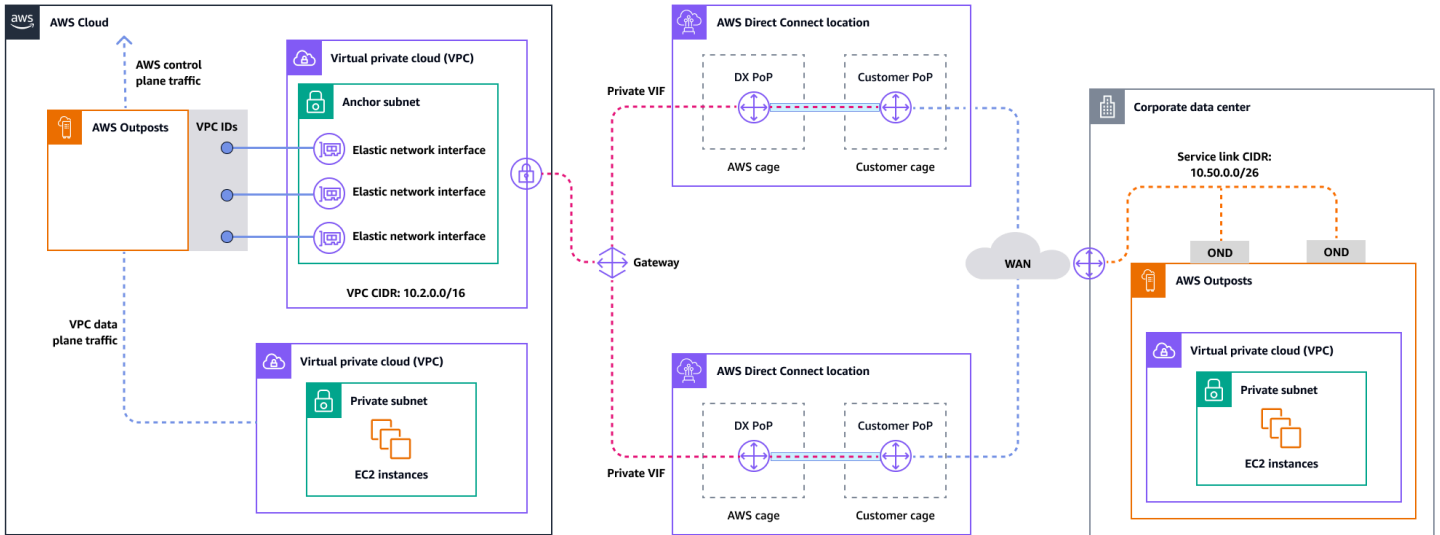 aws
AWS Cloud
AWS control
plane traffic
AWS Outposts
VPC IDs
Virtual private cloud (VPC)
Anchor subnet
Elastic network interface
Elastic network interface
Elastic network interface
VPC CIDR: 10.2.0.0/16
VPC data
plane traffic
Virtual private cloud (VPC)
Private subnet
EC2 instances
Private VIF
Gateway
Private VIF
AWS Direct Connect location
DX PoP
Customer PoP
AWS cage
Customer cage
AWS Direct Connect location
DX PoP
Customer PoP
AWS cage
Customer cage
WAN
Corporate data center
Service link CIDR:
10.50.0.0/26
OND
OND
AWS Outposts
Virtual private cloud (VPC)
Private subnet
EC2 instances